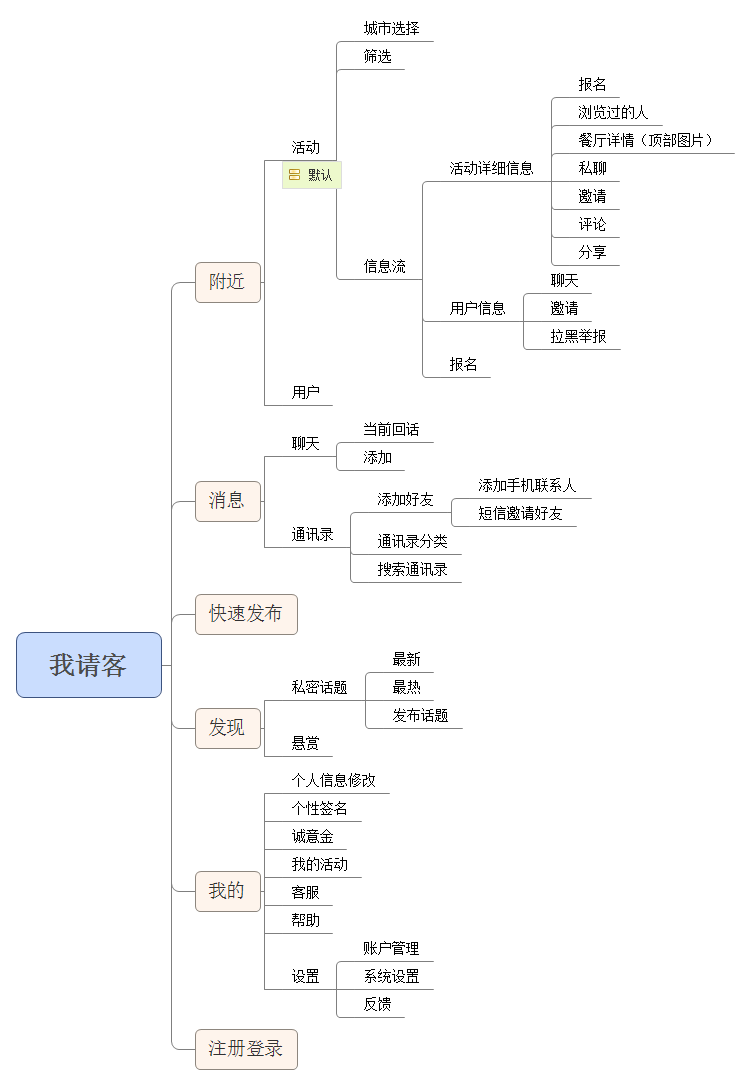 我请客
附近
活动
默认
城市选择
筛选
信息流
活动详细信息
报名
浏览过的人
餐厅详情（顶部图片）
私聊
邀请
评论
分享
用户信息
聊天
邀请
拉黑举报
报名
用户
消息
聊天
当前回话
添加
通讯录
添加好友
添加手机联系人
短信邀请好友
通讯录分类
搜索通讯录
快速发布
发现
私密话题
最新
最热
发布话题
悬赏
我的
个人信息修改
个性签名
诚意金
我的活动
客服
帮助
设置
账户管理
系统设置
反馈
注册登录